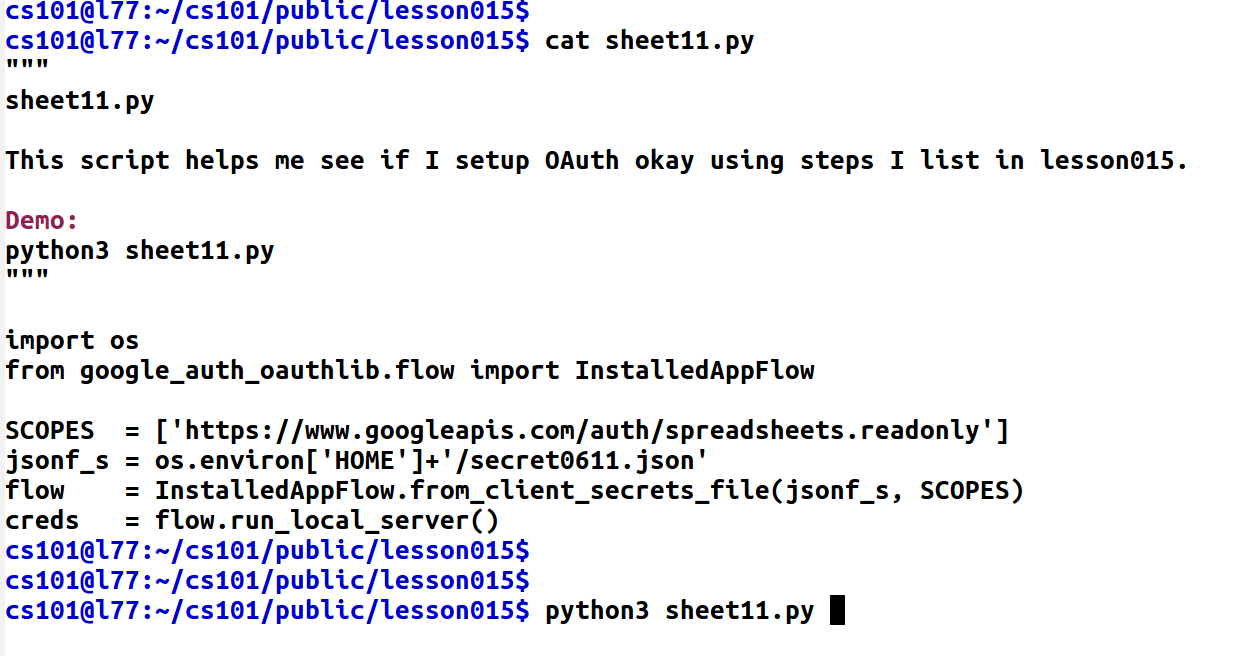 cs101@l77:~/cs101/public/lesson015$
cs101@l77:~/cs101/public/lesson015$ cat sheet11.py
"""
sheet11.py
This script helps me see if I setup OAuth okay using steps I list in lesson015.
Demo:
python3 sheet11.py
"""
import os
from google_auth_oauthlib.flow import InstalledAppFlow
SCOPES  = ['https://www.googleapis.com/auth/spreadsheets.readonly']
jsonf_s = os.environ['HOME']+'/secret0611.json'
flow    = InstalledAppFlow.from_client_secrets_file(jsonf_s, SCOPES)
creds   = flow.run_local_server()
cs101@l77:~/cs101/public/lesson015$
cs101@l77:~/cs101/public/lesson015$
cs101@l77:~/cs101/public/lesson015$ python3 sheet11.py